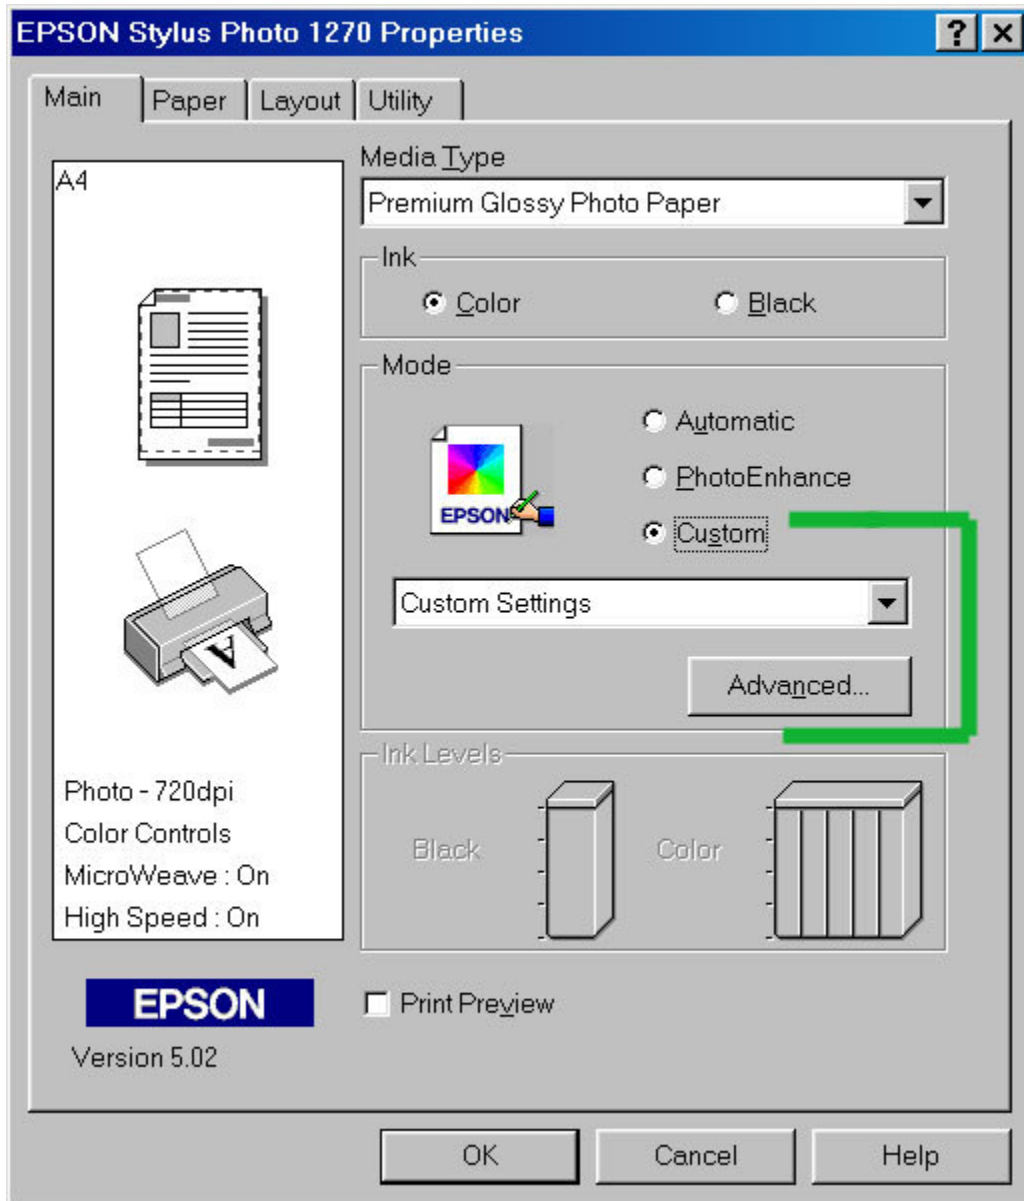 EPSON Stylus Photo 1270 Properties
? ×
Main Paper Layout Utility
A4
Media Type
Premium Glossy Photo Paper
Ink
Color Black
Mode
Automatic
PhotoEnhance
EPSON
Custom
Custom Settings
Advanced...
A
Ink Levels
Black Color
Photo - 720dpi
Color Controls
MicroWeave : On
High Speed : On
EPSON
Version 5.02
Print Preview
OK Cancel Help